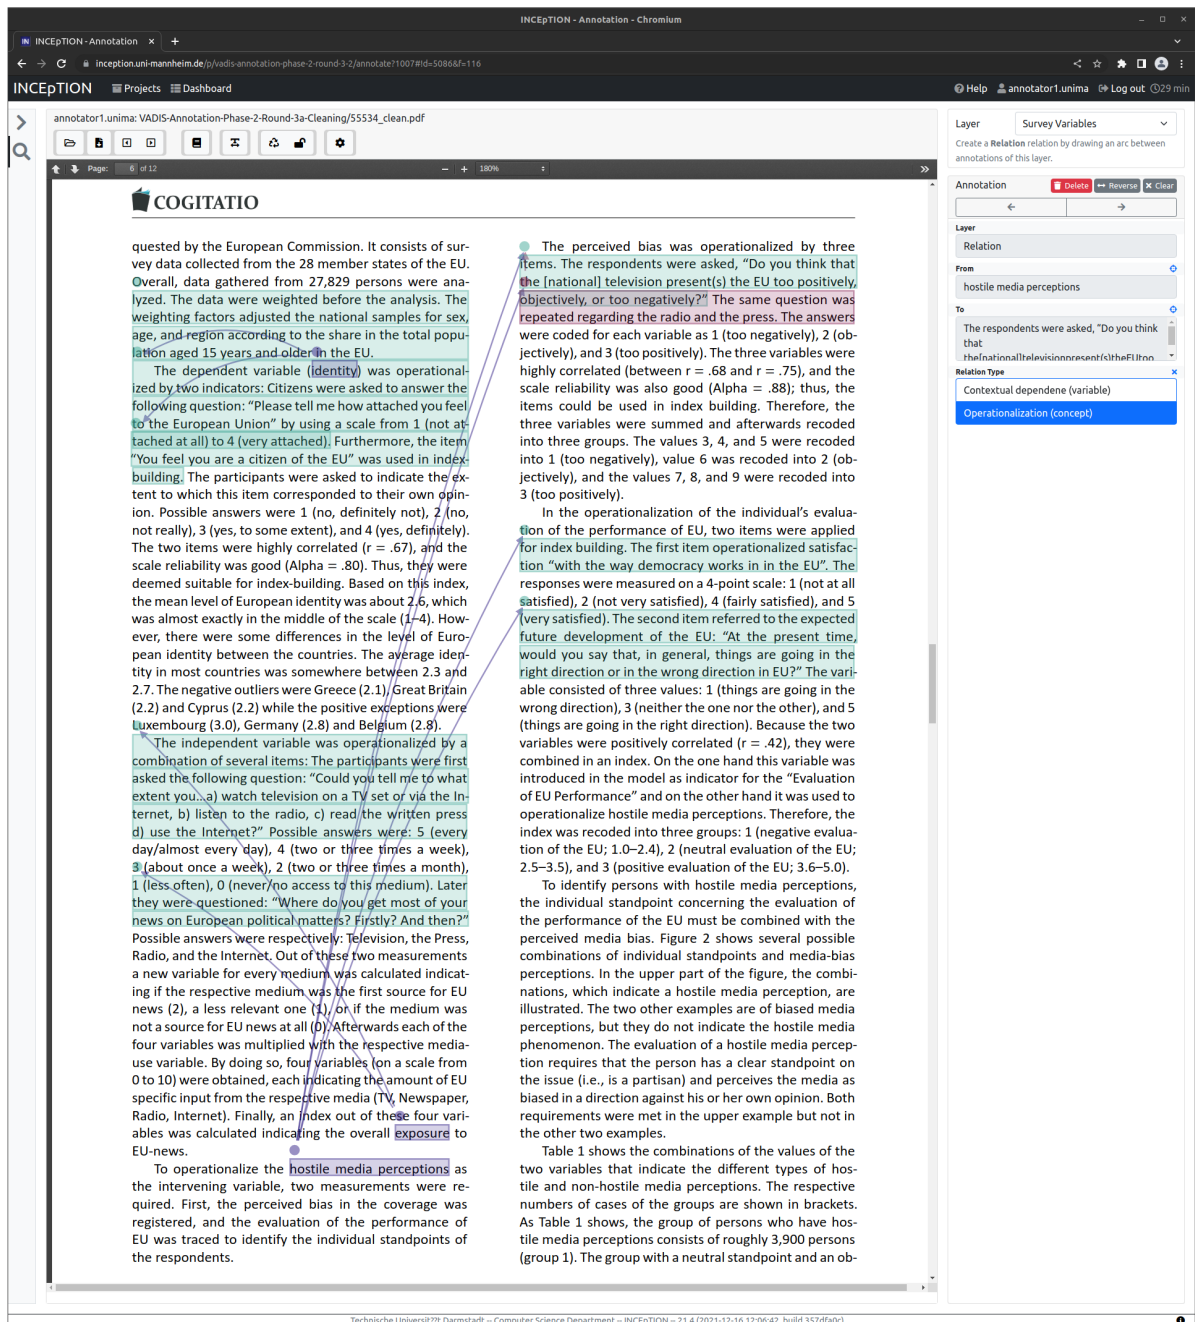 INCEpTION - Annotation - Chromium
INCEpTION - Annotation
inception.uni-mannheim.de/p/vadis-annotation-phase-2-round-3-2/annotate?1007#!d=5086&f=116
INCEpTION Projects Dashboard Help annotator1.unima Log out 29 min
annotator1.unima: VADIS-Annotation-Phase-2-Round-3a-Cleaning/55534_clean.pdf
Page: 6 of 12 180%
COGITATIO
quested by the European Commission. It consists of sur-
vey data collected from the 28 member states of the EU.
Overall, data gathered from 27,829 persons were ana-
lyzed. The data were weighted before the analysis. The
weighting factors adjusted the national samples for sex,
age, and region according to the share in the total popu-
lation aged 15 years and older in the EU.
The dependent variable (identity) was operational-
ized by two indicators: Citizens were asked to answer the
following question: “Please tell me how attached you feel
to the European Union” by using a scale from 1 (not at-
tached at all) to 4 (very attached). Furthermore, the item
“You feel you are a citizen of the EU” was used in index-
building. The participants were asked to indicate the ex-
tent to which this item corresponded to their own opin-
ion. Possible answers were 1 (no, definitely not), 2 (no,
not really), 3 (yes, to some extent), and 4 (yes, definitely).
The two items were highly correlated (r = .67), and the
scale reliability was good (Alpha = .80). Thus, they were
deemed suitable for index-building. Based on this index,
the mean level of European identity was about 2.6, which
was almost exactly in the middle of the scale (1–4). How-
ever, there were some differences in the level of Euro-
pean identity between the countries. The average iden-
tity in most countries was somewhere between 2.3 and
2.7. The negative outliers were Greece (2.1), Great Britain
(2.2) and Cyprus (2.2) while the positive exceptions were
Luxembourg (3.0), Germany (2.8) and Belgium (2.8).
The independent variable was operationalized by a
combination of several items: The participants were first
asked the following question: “Could you tell me to what
extent you...a) watch television on a TV set or via the In-
ternet, b) listen to the radio, c) read the written press
d) use the Internet?” Possible answers were: 5 (every
day/almost every day), 4 (two or three times a week),
3 (about once a week), 2 (two or three times a month),
1 (less often), 0 (never/no access to this medium). Later
they were questioned: “Where do you get most of your
news on European political matters? Firstly? And then?”
Possible answers were respectively: Television, the Press,
Radio, and the Internet. Out of these two measurements
a new variable for every medium was calculated indicat-
ing if the respective medium was the first source for EU
news (2), a less relevant one (1), or if the medium was
not a source for EU news at all (0). Afterwards each of the
four variables was multiplied with the respective media-
use variable. By doing so, four variables (on a scale from
0 to 10) were obtained, each indicating the amount of EU
specific input from the respective media (TV, Newspaper,
Radio, Internet). Finally, an index out of these four vari-
ables was calculated indicating the overall exposure to
EU-news.
To operationalize the hostile media perceptions as
the intervening variable, two measurements were re-
quired. First, the perceived bias in the coverage was
registered, and the evaluation of the performance of
EU was traced to identify the individual standpoints of
the respondents.
The perceived bias was operationalized by three
items. The respondents were asked, “Do you think that
the [national] television present(s) the EU too positively,
objectively, or too negatively?” The same question was
repeated regarding the radio and the press. The answers
were coded for each variable as 1 (too negatively), 2 (ob-
jectively), and 3 (too positively). The three variables were
highly correlated (between r = .68 and r = .75), and the
scale reliability was also good (Alpha = .88); thus, the
items could be used in index building. Therefore, the
three variables were summed and afterwards recoded
into three groups. The values 3, 4, and 5 were recoded
into 1 (too negatively), value 6 was recoded into 2 (ob-
jectively), and the values 7, 8, and 9 were recoded into
3 (too positively).
In the operationalization of the individual’s evalua-
tion of the performance of EU, two items were applied
for index building. The first item operationalized satisfac-
tion “with the way democracy works in in the EU”. The
responses were measured on a 4-point scale: 1 (not at all
satisfied), 2 (not very satisfied), 4 (fairly satisfied), and 5
(very satisfied). The second item referred to the expected
future development of the EU: “At the present time,
would you say that, in general, things are going in the
right direction or in the wrong direction in EU?” The vari-
able consisted of three values: 1 (things are going in the
wrong direction), 3 (neither the one nor the other), and 5
(things are going in the right direction). Because the two
variables were positively correlated (r = .42), they were
combined in an index. On the one hand this variable was
introduced in the model as indicator for the “Evaluation
of EU Performance” and on the other hand it was used to
operationalize hostile media perceptions. Therefore, the
index was recoded into three groups: 1 (negative evalua-
tion of the EU; 1.0–2.4), 2 (neutral evaluation of the EU;
2.5–3.5), and 3 (positive evaluation of the EU; 3.6–5.0).
To identify persons with hostile media perceptions,
the individual standpoint concerning the evaluation of
the performance of the EU must be combined with the
perceived media bias. Figure 2 shows several possible
combinations of individual standpoints and media-bias
perceptions. In the upper part of the figure, the combi-
nations, which indicate a hostile media perception, are
illustrated. The two other examples are of biased media
perceptions, but they do not indicate the hostile media
phenomenon. The evaluation of a hostile media percep-
tion requires that the person has a clear standpoint on
the issue (i.e., is a partisan) and perceives the media as
biased in a direction against his or her own opinion. Both
requirements were met in the upper example but not in
the other two examples.
Table 1 shows the combinations of the values of the
two variables that indicate the different types of hos-
tile and non-hostile media perceptions. The respective
numbers of cases of the groups are shown in brackets.
As Table 1 shows, the group of persons who have hos-
tile media perceptions consists of roughly 3,900 persons
(group 1). The group with a neutral standpoint and an ob-
Layer Survey Variables
Create a Relation relation by drawing an arc between
annotations of this layer.
Annotation Delete Reverse Clear
Layer
Relation
From
hostile media perceptions
To
The respondents were asked, “Do you think
that
the[national]televisionpresent(s)theEUtoo
Relation Type
Contextual dependene (variable)
Operationalization (concept)
Technische Universit??t Darmstadt -- Computer Science Department -- INCEpTION -- 21.4 (2021-12-16 12:06:42, build 357dfa0c)